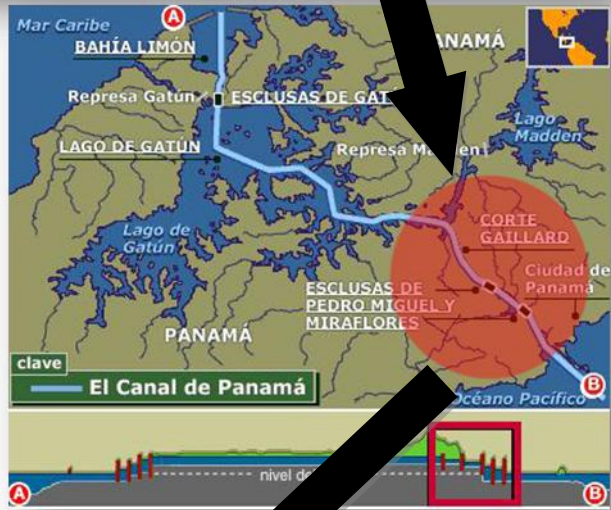 A
Mar Caribe
BAHÍA LIMÓN
ANAMÁ
Represa Gatún
ESCLUSAS DE GAT
Lago
Madden
LAGO DE GATÚN
Represa Ma den
Lago de
Gatún
CORTE
GAILLARD
Ciudad de
Panamá
ESCLUSAS DE
PEDRO MIGUEL Y
MIRAFLORES
PANAMÁ
clave
El Canal de Panamá
B
Océano Pacífico
nivel de
A
B